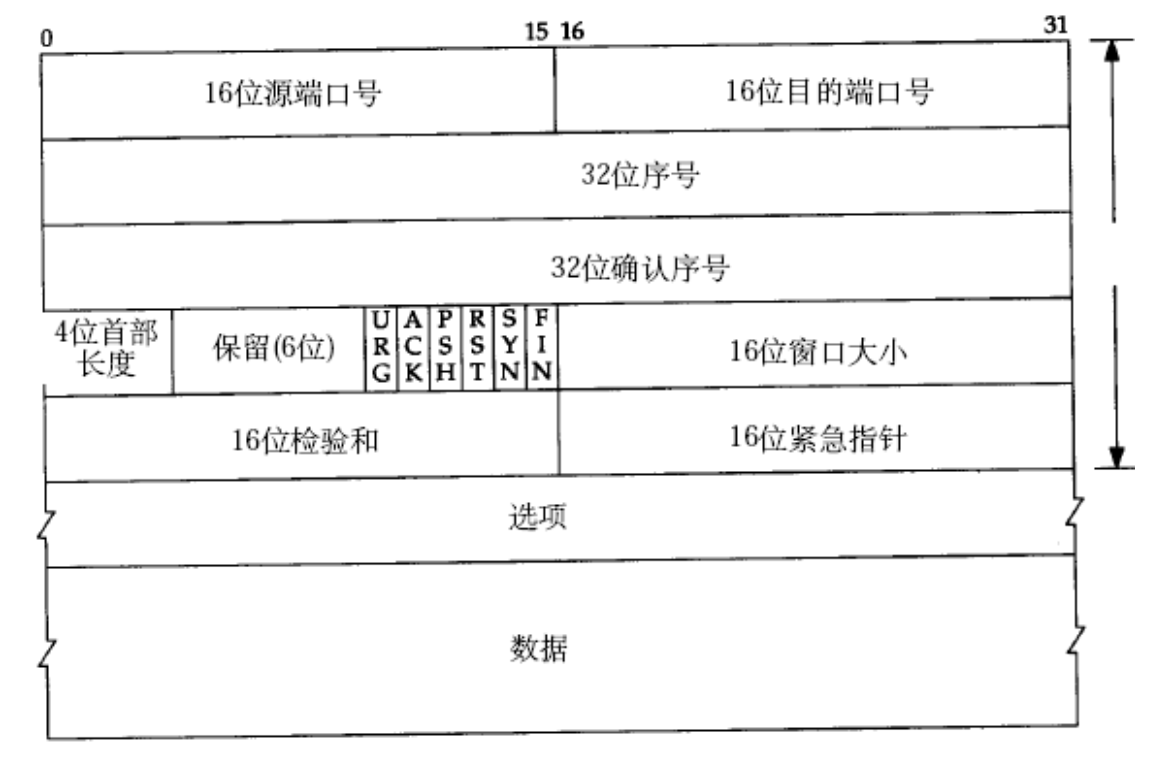 0 15 16 31
16位源端口号 16位目的端口号
32位序号
32位确认序号
4位首部
长度
保留(6位)
URG
ACK
PSH
RST
SYN
FIN
16位窗口大小
16位检验和 16位紧急指针
选项
数据